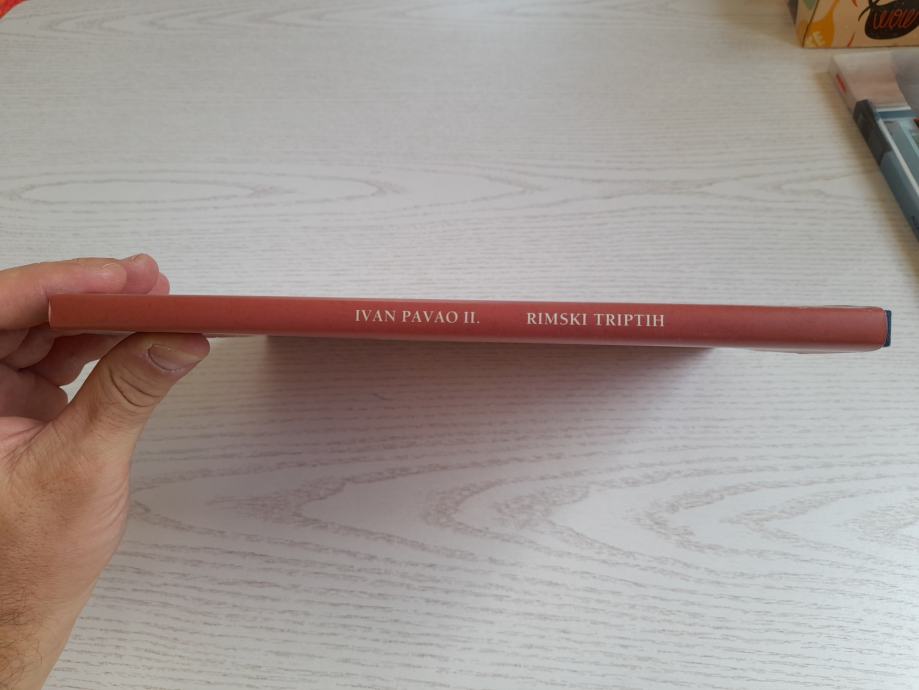 IVAN PAVAO II. RIMSKI TRIPTIH